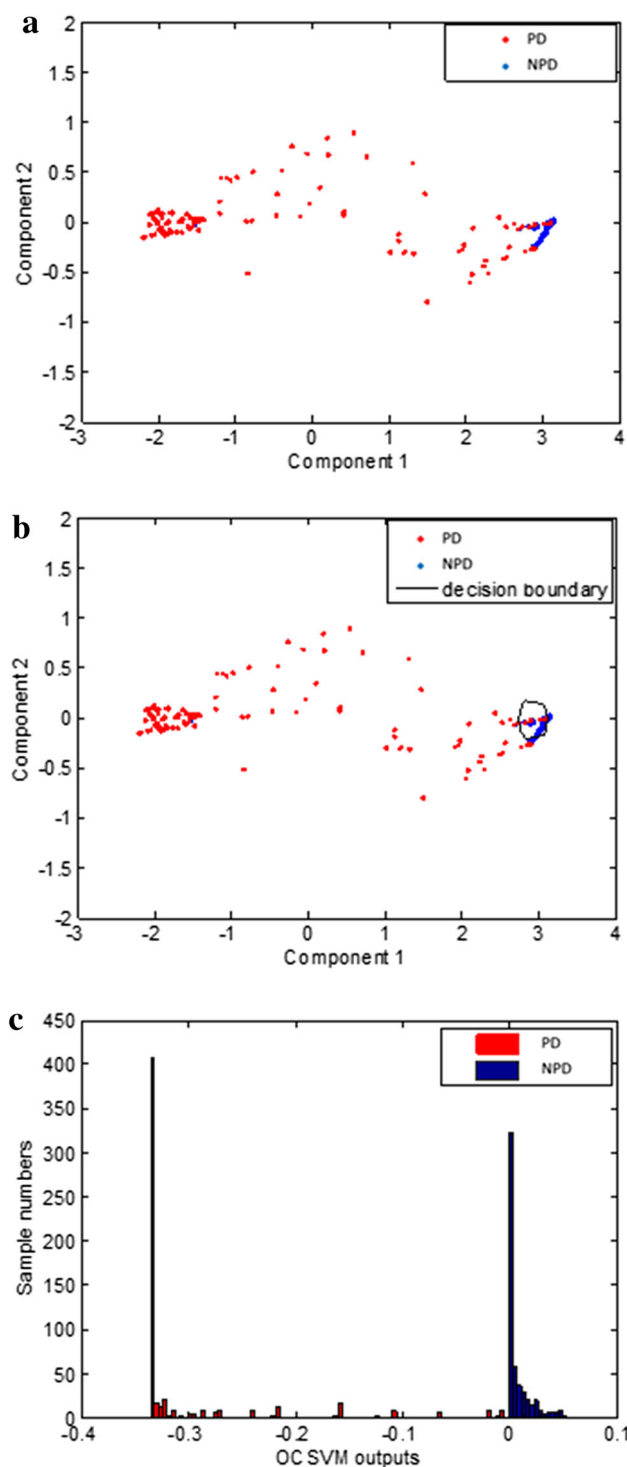 a
2
1.5
1
0.5
0
-0.5
-1
-1.5
-2
Component 2
PD
NPD
-3 -2 -1 0 1 2 3 4
Component 1
b
2
1.5
1
0.5
0
-0.5
-1
-1.5
-2
Component 2
PD
NPD
decision boundary
-3 -2 -1 0 1 2 3 4
Component 1
c
450
400
350
300
250
200
150
100
50
0
Sample numbers
PD
NPD
-0.4 -0.3 -0.2 -0.1 0 0.1
OCSVM outputs